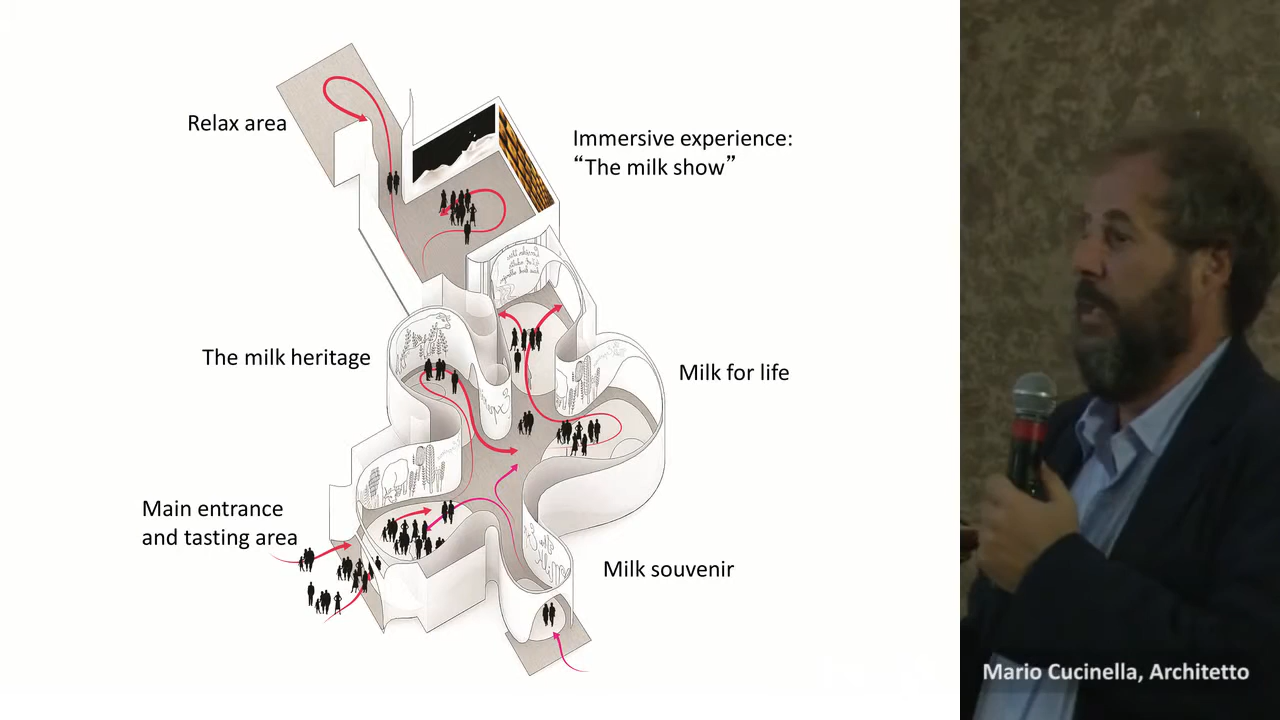 Relax area
Immersive experience:
“The milk show”
The milk heritage
Milk for life
Main entrance
and tasting area
Milk souvenir
Mario Cucinella, Architetto